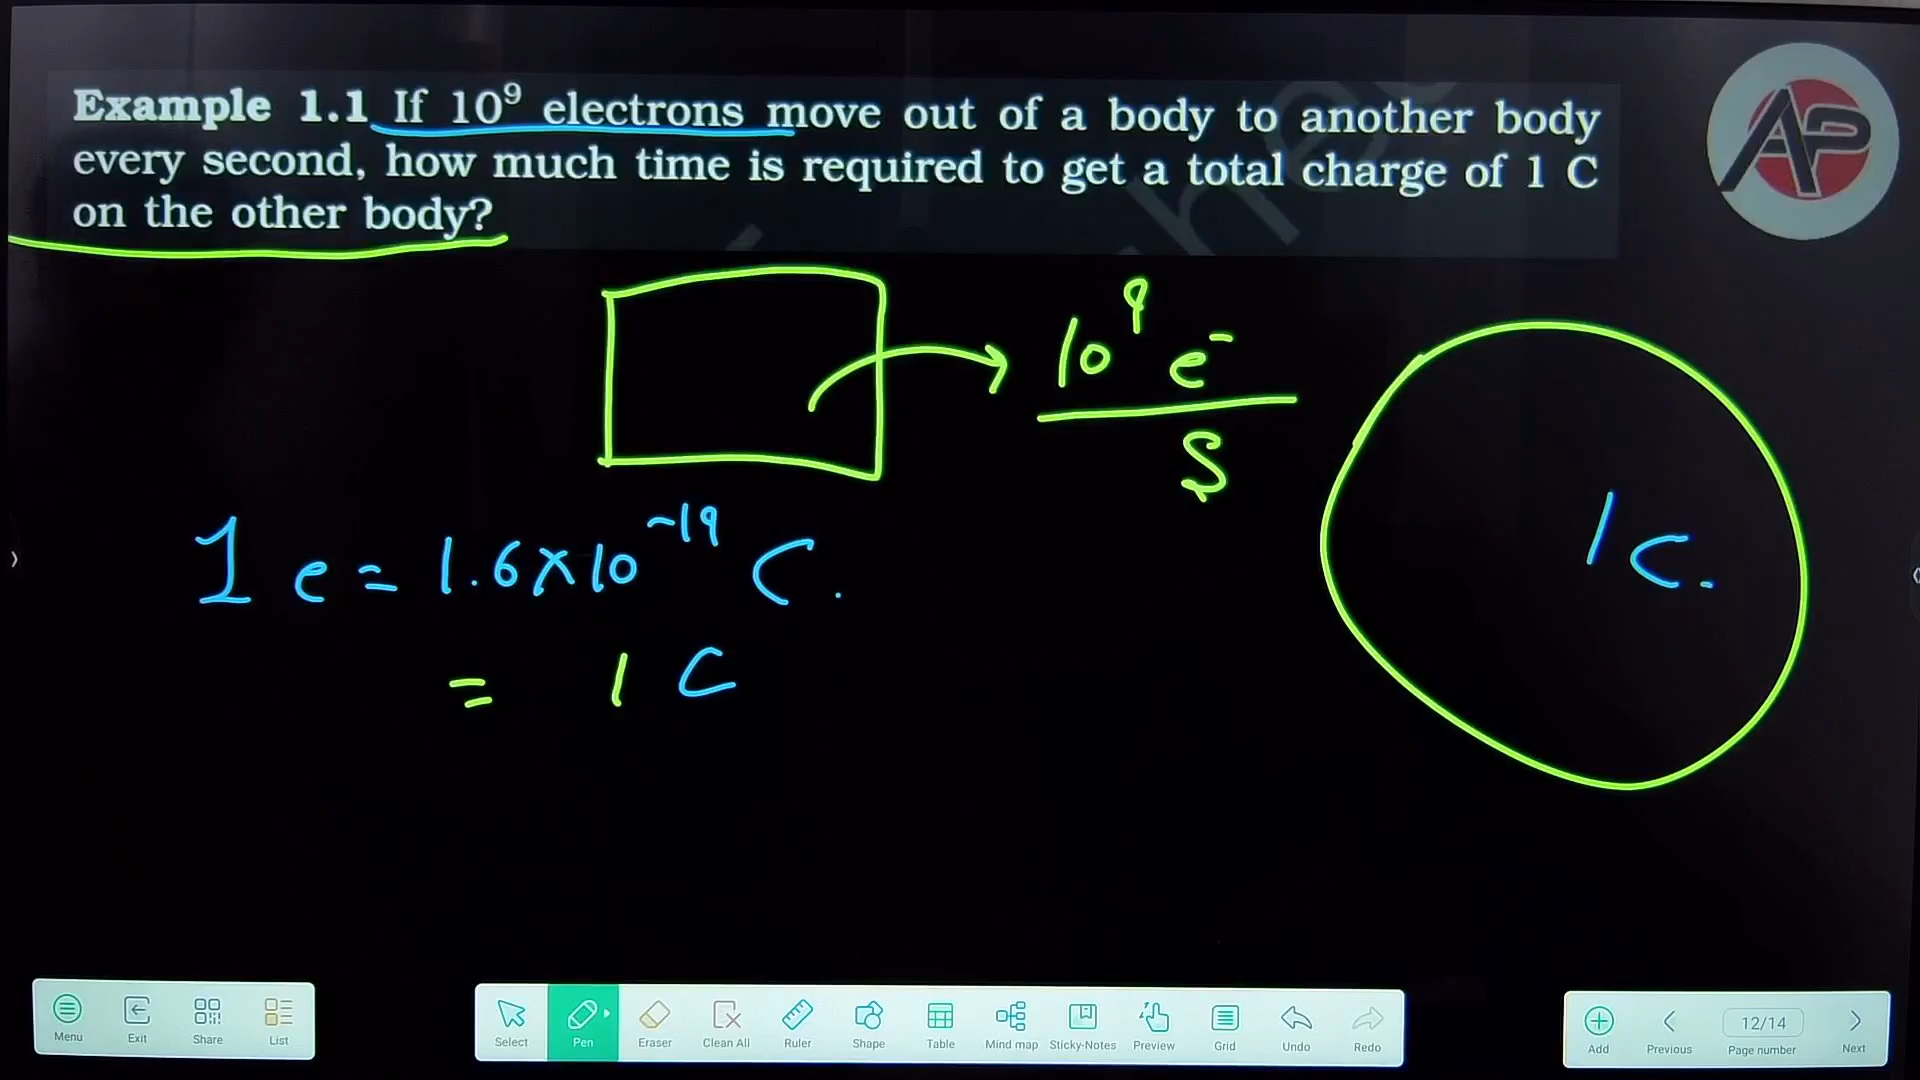 Example 1.1 If 10⁹ electrons move out of a body to another body
every second, how much time is required to get a total charge of 1 C
on the other body?
AP
10⁹ e⁻
S
1 C.
1 e = 1.6×10⁻¹⁹ C.
= 1 C
Menu Exit Share List
Select Pen Eraser Clean All Ruler Shape Table Mind map Sticky-Notes Preview Grid Undo Redo
Add Previous 12/14 Page number Next